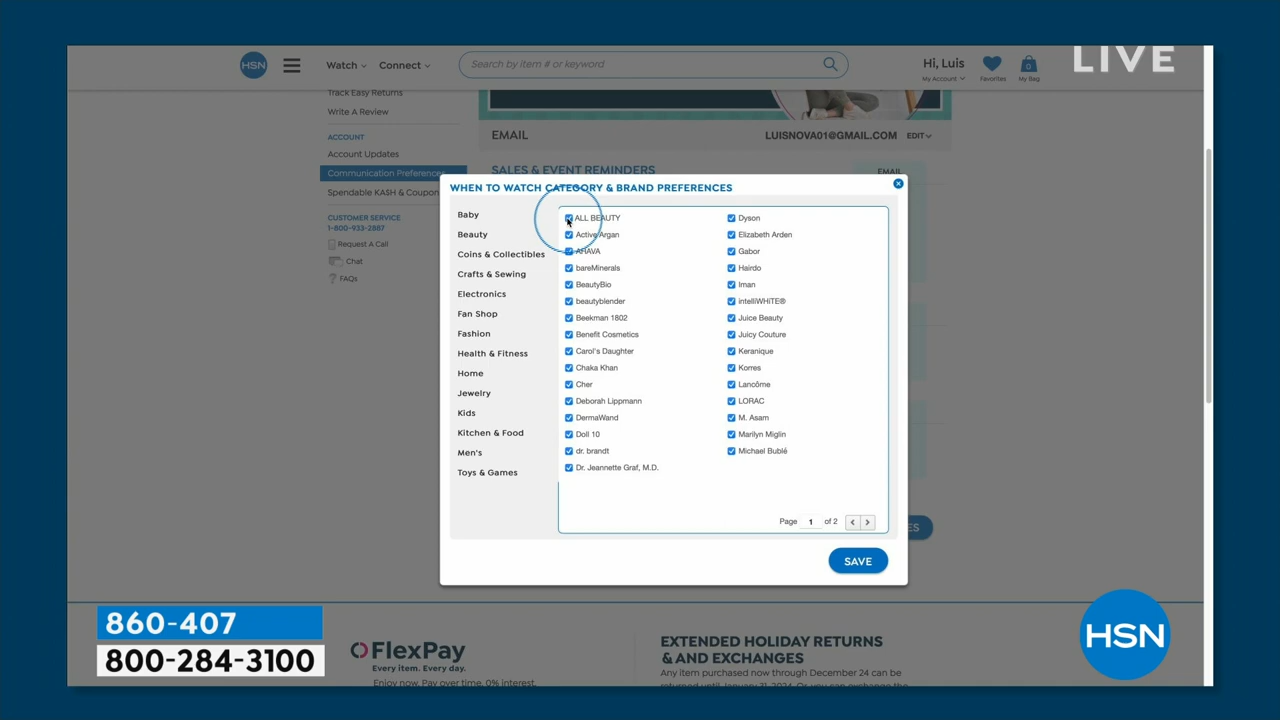 LIVE
HSN
Watch
Connect
Search by item # or keyword
Hi, Luis
My Account
Favorites
0
My Bag
Track Easy Returns
Write A Review
ACCOUNT
Account Updates
Communication Preferences
Spendable KASH & Coupon
CUSTOMER SERVICE
1-800-933-2887
Request A Call
Chat
FAQs
EMAIL
LUISNOVA01@GMAIL.COM
EDIT
SALES & EVENT REMINDERS
EMAIL
WHEN TO WATCH CATEGORY & BRAND PREFERENCES
Baby
Beauty
Coins & Collectibles
Crafts & Sewing
Electronics
Fan Shop
Fashion
Health & Fitness
Home
Jewelry
Kids
Kitchen & Food
Men's
Toys & Games
ALL BEAUTY
Active Argan
AHAVA
bareMinerals
BeautyBio
beautyblender
Beekman 1802
Benefit Cosmetics
Carol's Daughter
Chaka Khan
Cher
Deborah Lippmann
DermaWand
Doll 10
dr. brandt
Dr. Jeannette Graf, M.D.
Dyson
Elizabeth Arden
Gabor
Hairdo
Iman
intelliWHiTE®
Juice Beauty
Juicy Couture
Keranique
Korres
Lancôme
LORAC
M. Asam
Marilyn Miglin
Michael Bublé
Page 1 of 2
SAVE
ES
860-407
800-284-3100
FlexPay
Every item. Every day.
Enjoy now. Pay over time. 0% interest.
EXTENDED HOLIDAY RETURNS
& AND EXCHANGES
Any item purchased now through December 24 can be
HSN